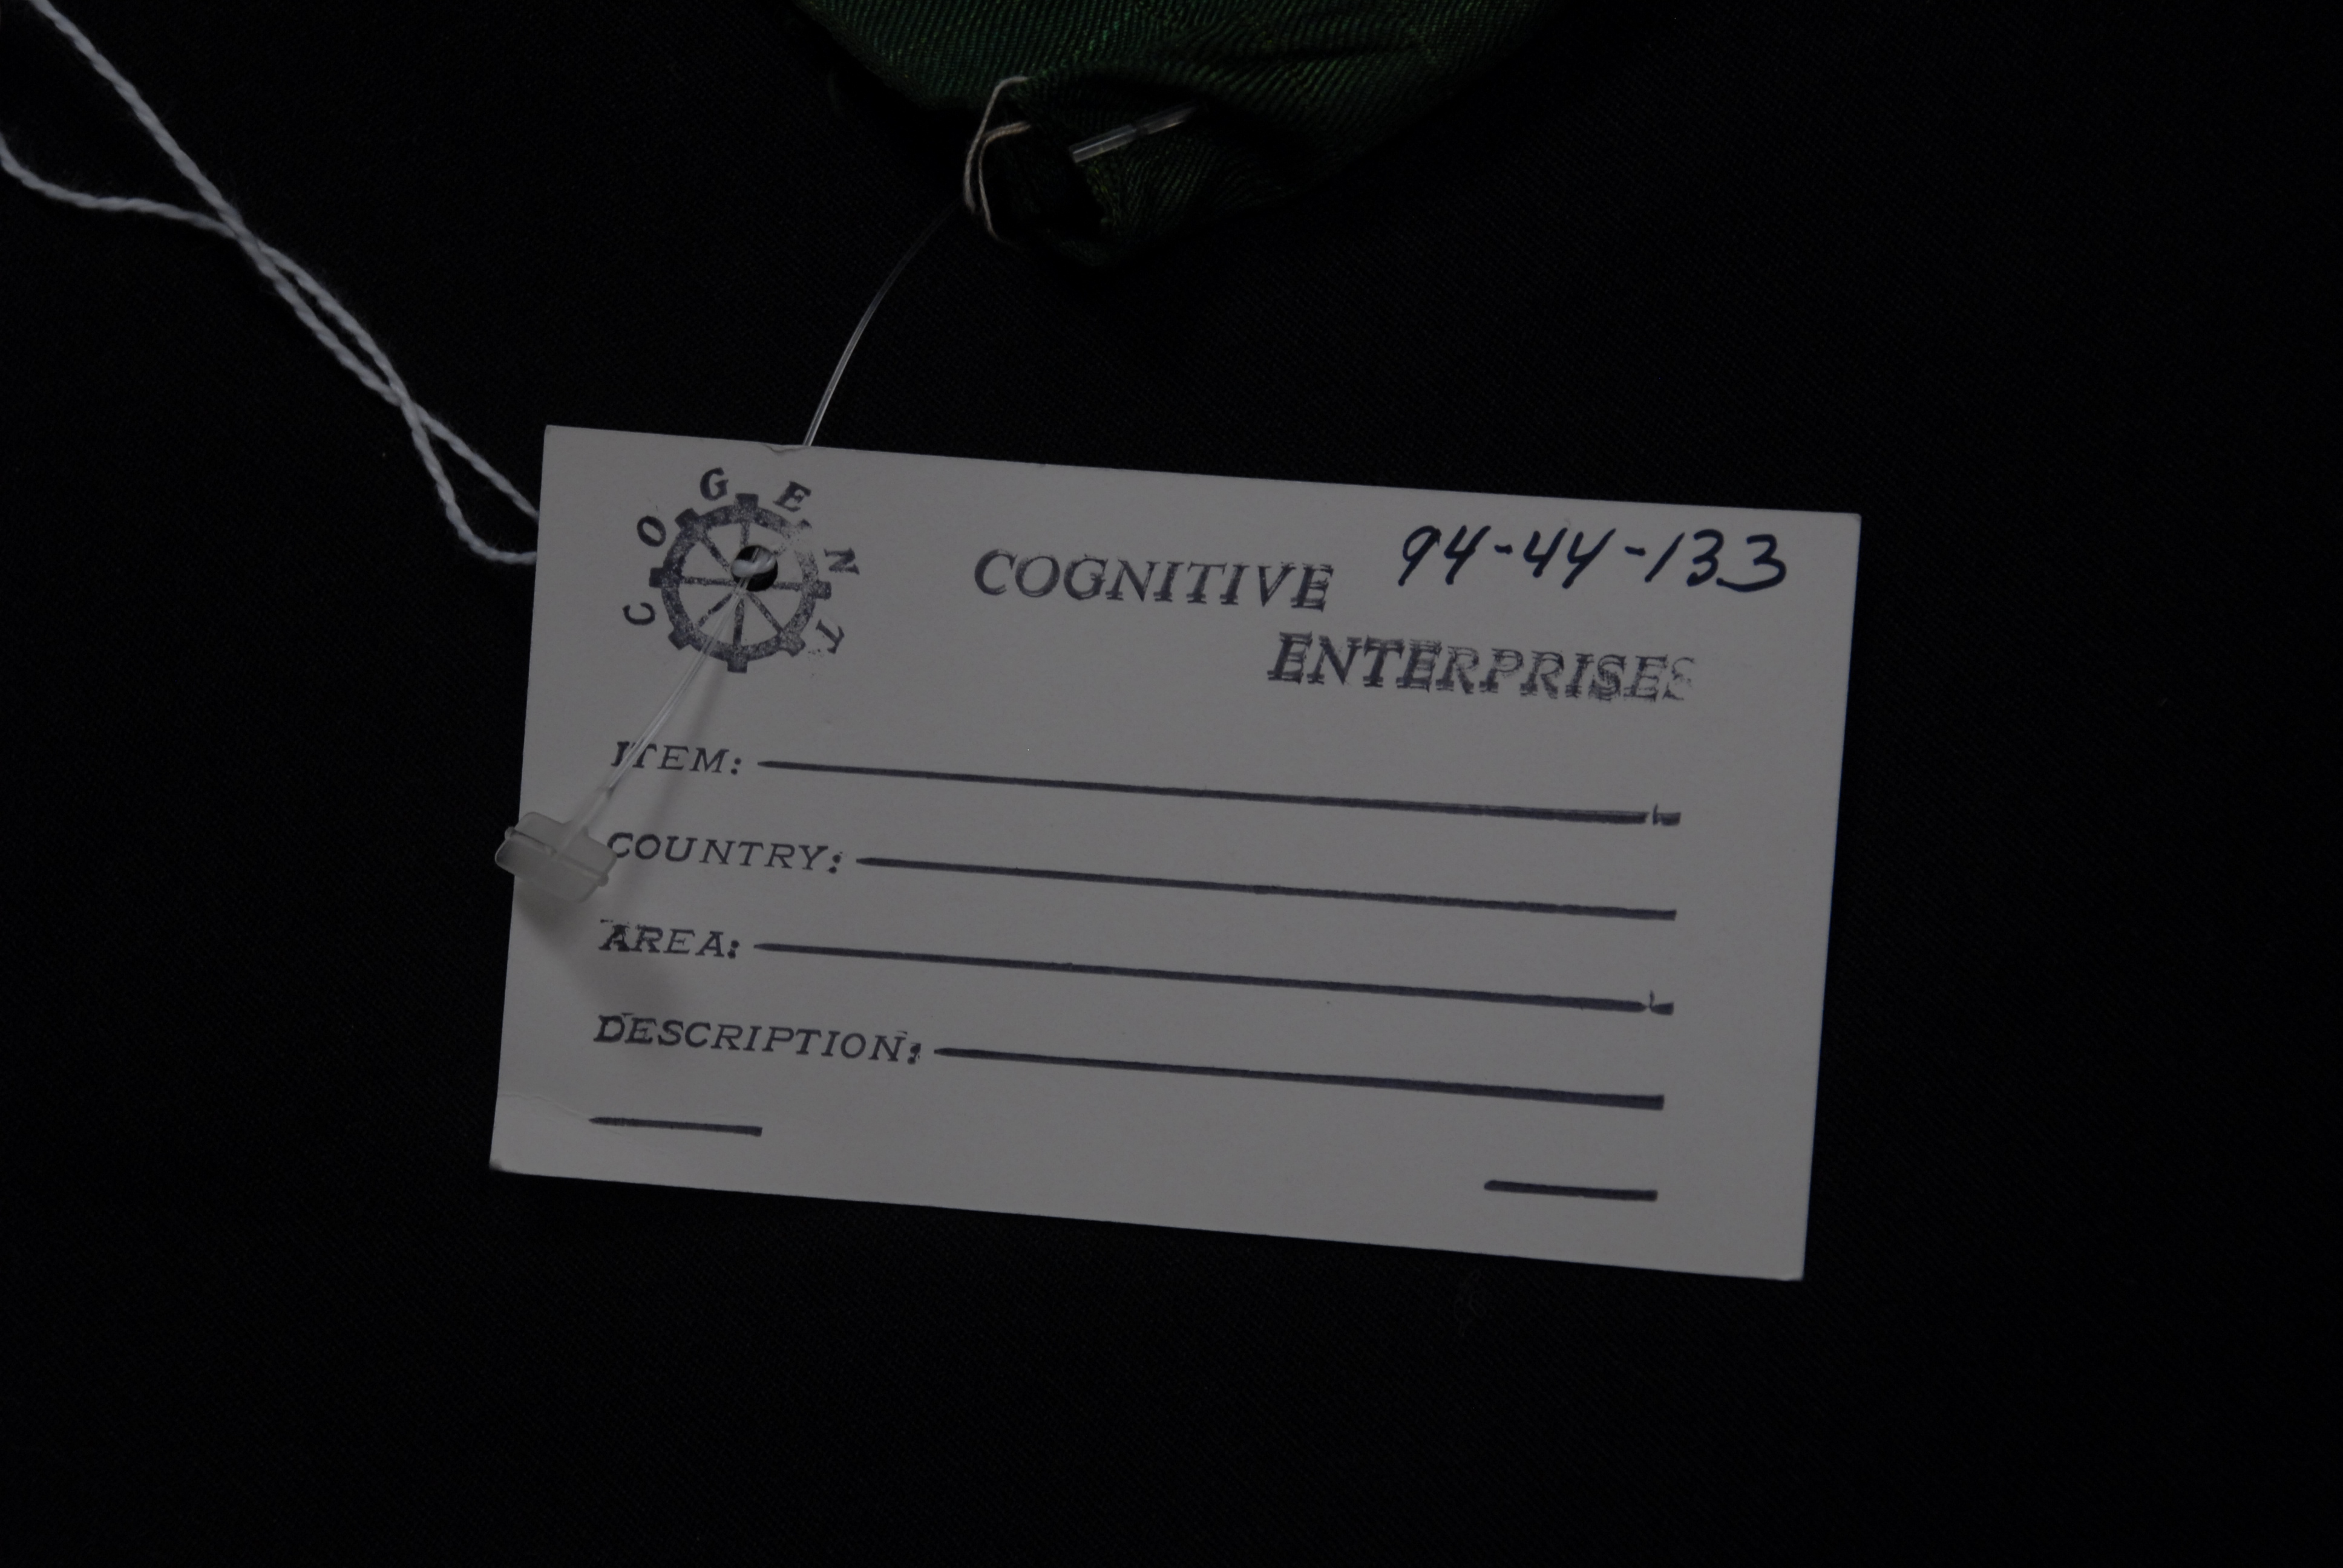 COGENT
COGNITIVE 94-44-133
ENTERPRISES
ITEM:
COUNTRY:
AREA:
DESCRIPTION: